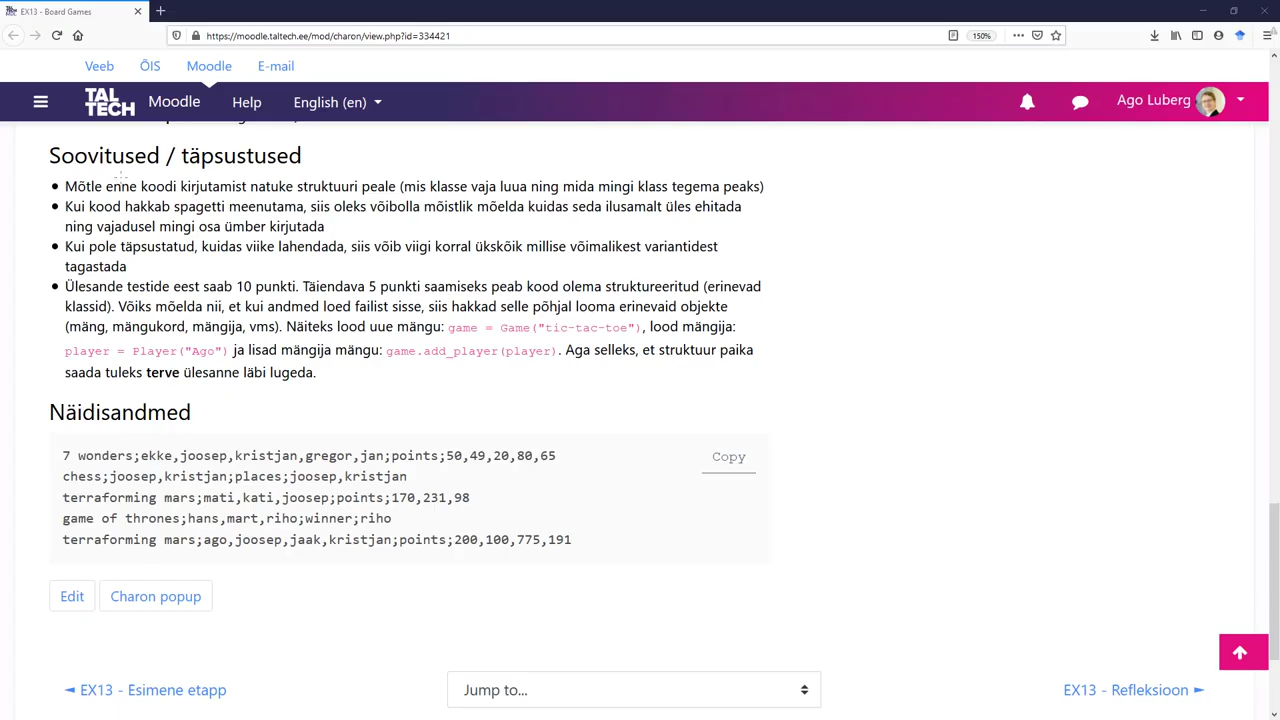 EX13 - Board Games
https://moodle.taltech.ee/mod/charon/view.php?id=334421
150%
Veeb ÕIS Moodle E-mail
TAL TECH Moodle Help English (en) Ago Luberg
Soovitused / täpsustused
Mõtle enne koodi kirjutamist natuke struktuuri peale (mis klasse vaja luua ning mida mingi klass tegema peaks)
Kui kood hakkab spagetti meenutama, siis oleks võibolla mõistlik mõelda kuidas seda ilusamalt üles ehitada
ning vajadusel mingi osa ümber kirjutada
Kui pole täpsustatud, kuidas viike lahendada, siis võib viigi korral ükskõik millise võimalikest variantidest
tagastada
Ülesande testide eest saab 10 punkti. Täiendava 5 punkti saamiseks peab kood olema struktureeritud (erinevad
klassid). Võiks mõelda nii, et kui andmed loed failist sisse, siis hakkad selle põhjal looma erinevaid objekte
(mäng, mängukord, mängija, vms). Näiteks lood uue mängu: game = Game("tic-tac-toe"), lood mängija:
player = Player("Ago") ja lisad mängija mängu: game.add_player(player). Aga selleks, et struktuur paika
saada tuleks terve ülesanne läbi lugeda.
Näidisandmed
7 wonders;ekke,joosep,kristjan,gregor,jan;points;50,49,20,80,65
Copy
chess;joosep,kristjan;places;joosep,kristjan
terraforming mars;mati,kati,joosep;points;170,231,98
game of thrones;hans,mart,riho;winner;riho
terraforming mars;ago,joosep,jaak,kristjan;points;200,100,775,191
Edit Charon popup
◄ EX13 - Esimene etapp Jump to... EX13 - Refleksioon ►